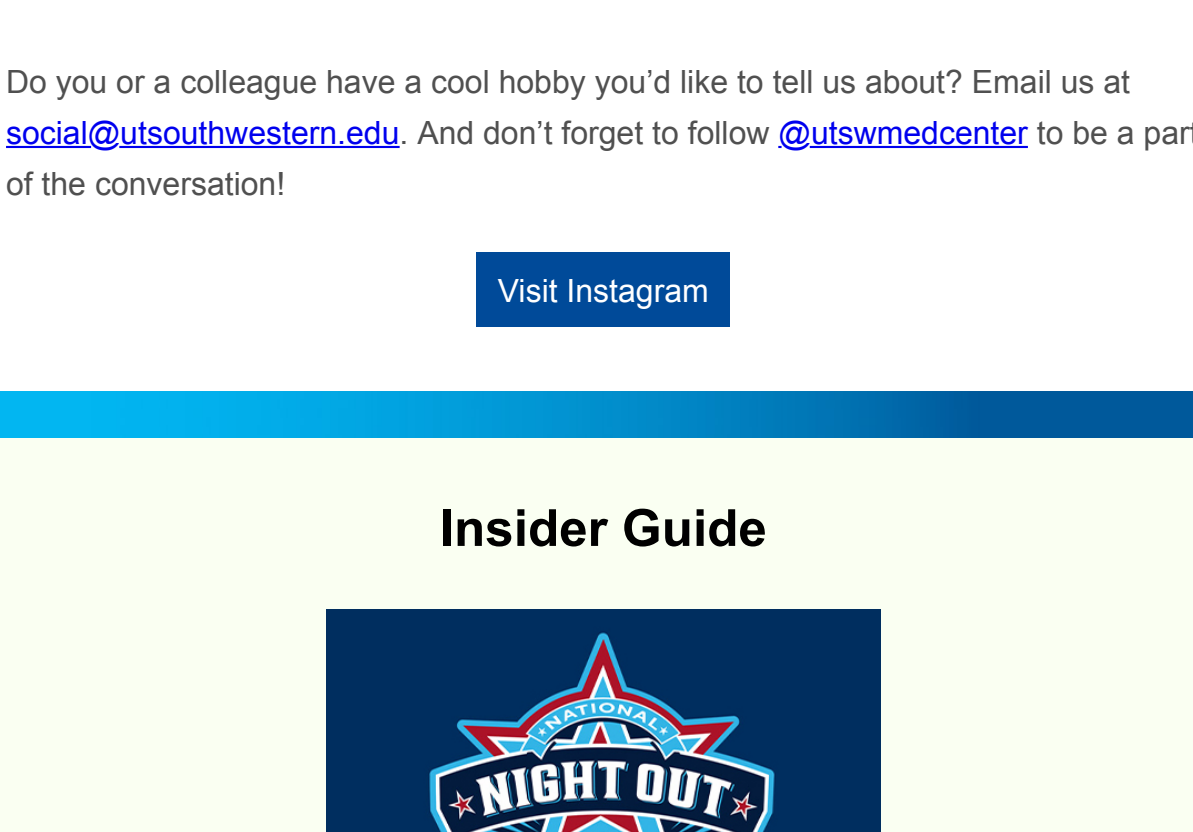 Do you or a colleague have a cool hobby you’d like to tell us about? Email us at
social@utsouthwestern.edu. And don’t forget to follow @utswmedcenter to be a part
of the conversation!
Visit Instagram
Insider Guide
NATIONAL
NIGHT OUT